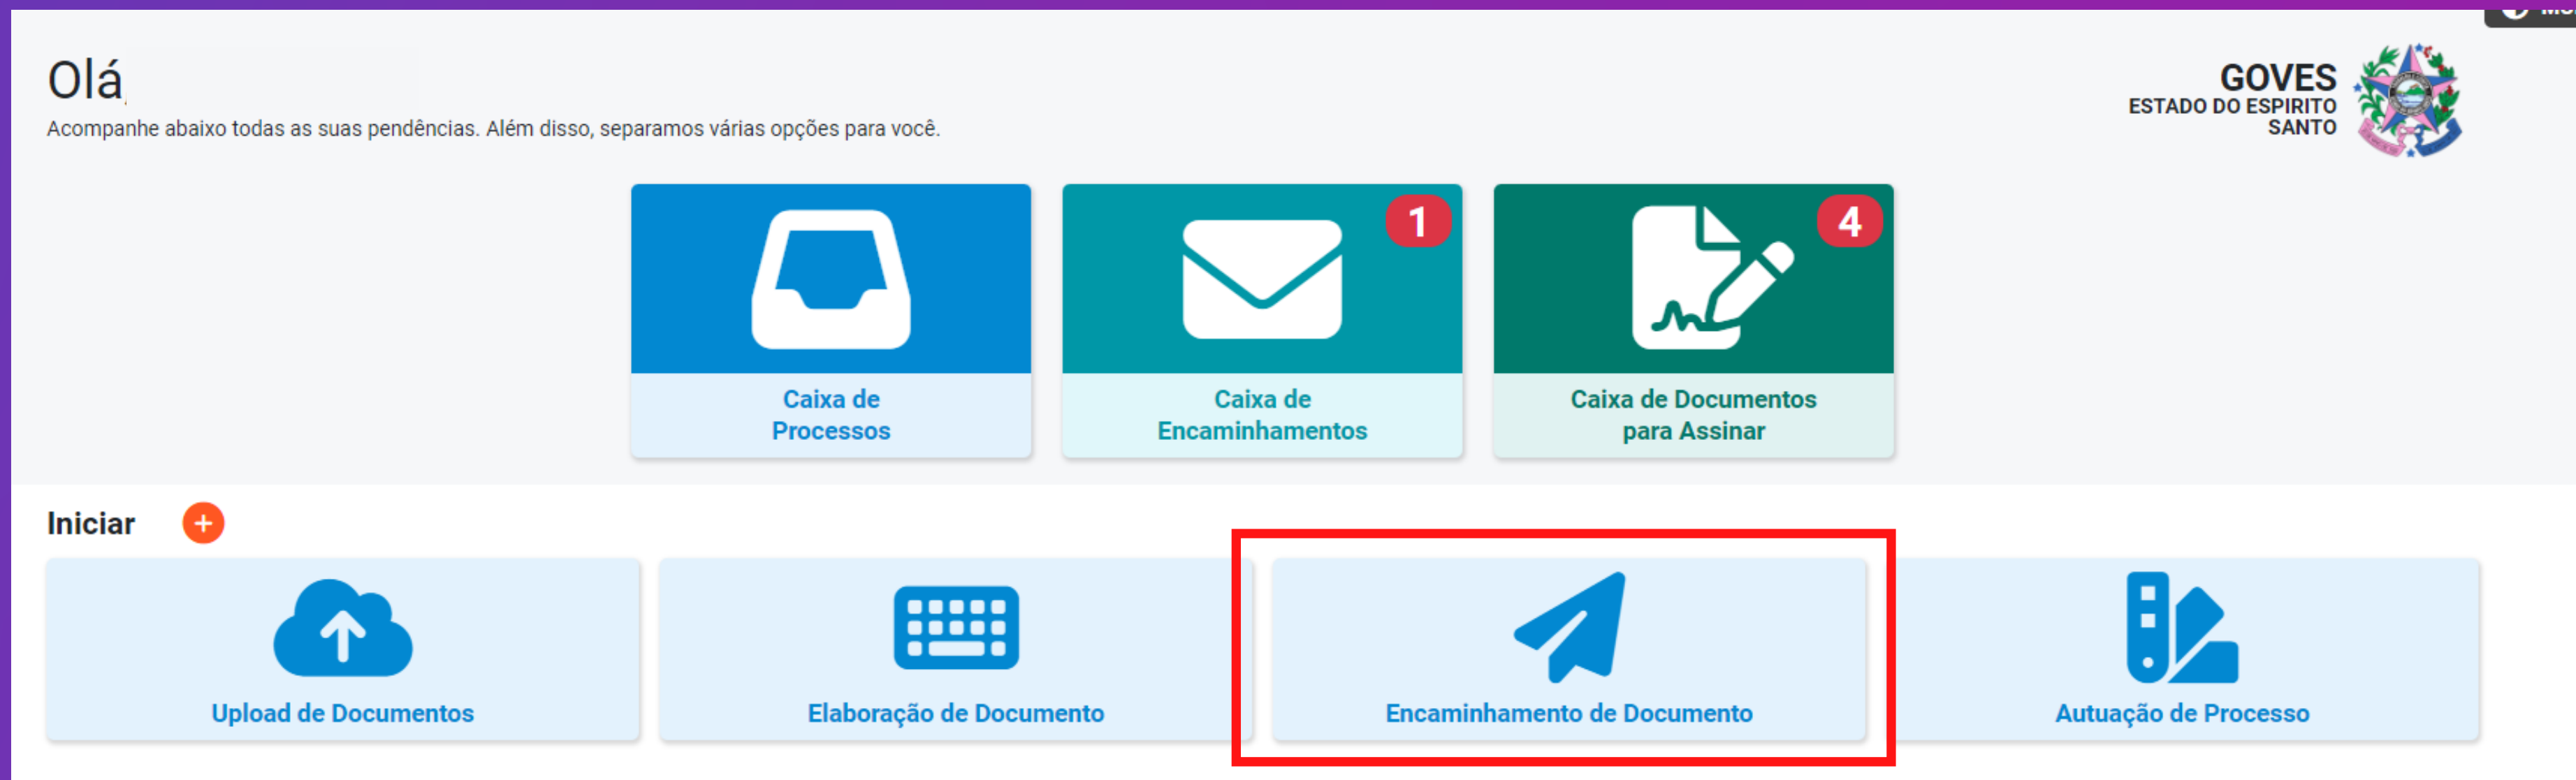 Olá,
Acompanhe abaixo todas as suas pendências. Além disso, separamos várias opções para você.
GOVES
ESTADO DO ESPIRITO
SANTO
1
4
Caixa de
Processos
Caixa de
Encaminhamentos
Caixa de Documentos
para Assinar
Iniciar
Upload de Documentos
Elaboração de Documento
Encaminhamento de Documento
Autuação de Processo